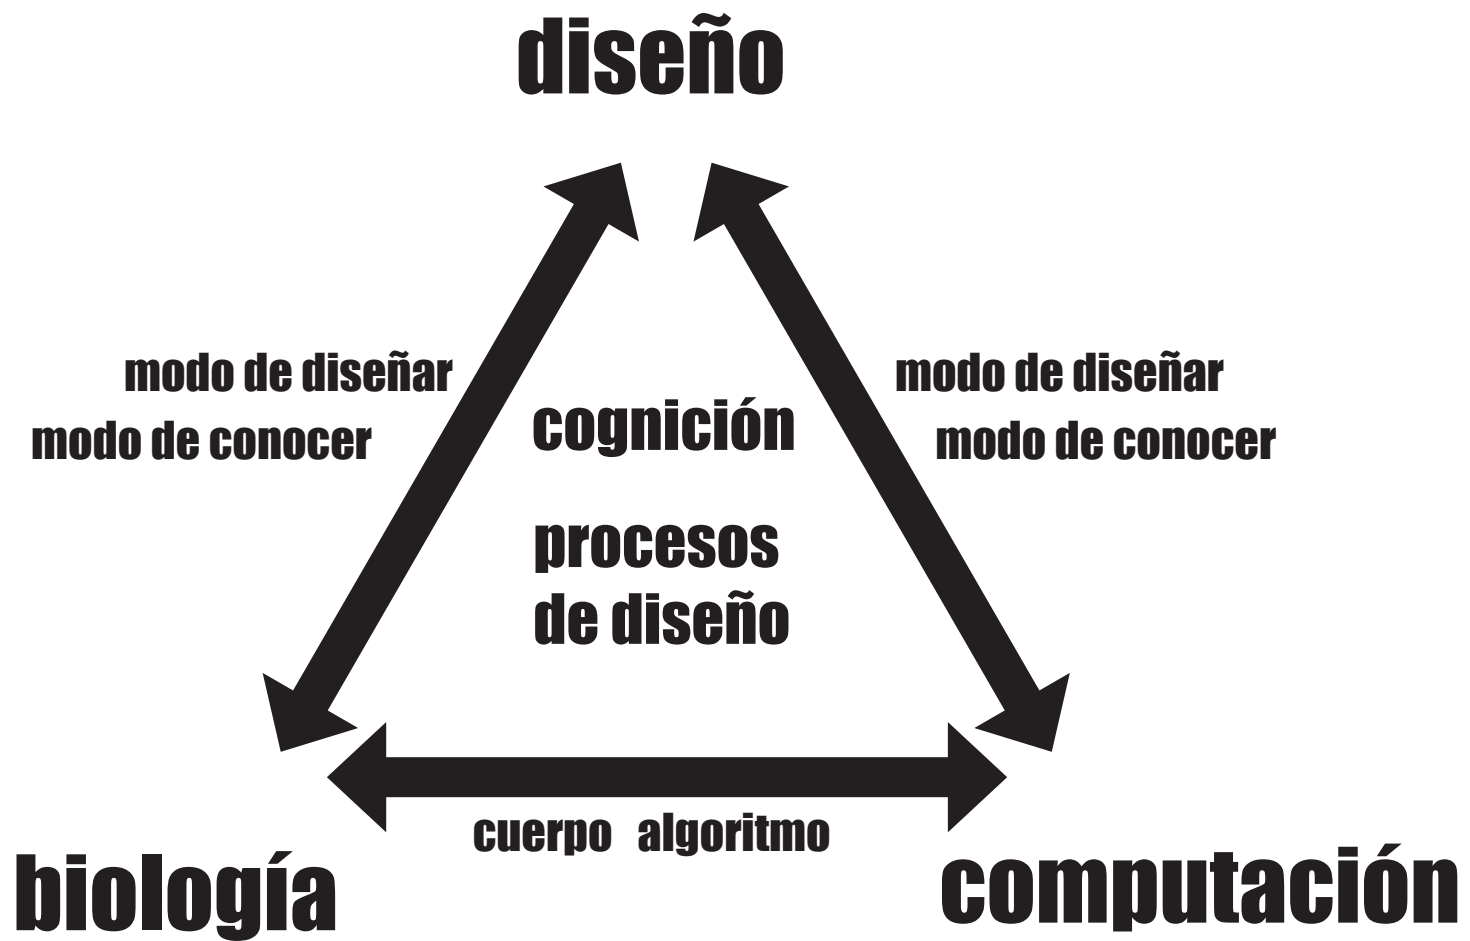 diseño
modo de diseñar
modo de conocer
cognición
procesos
de diseño
modo de diseñar
modo de conocer
cuerpo algoritmo
biología
computación